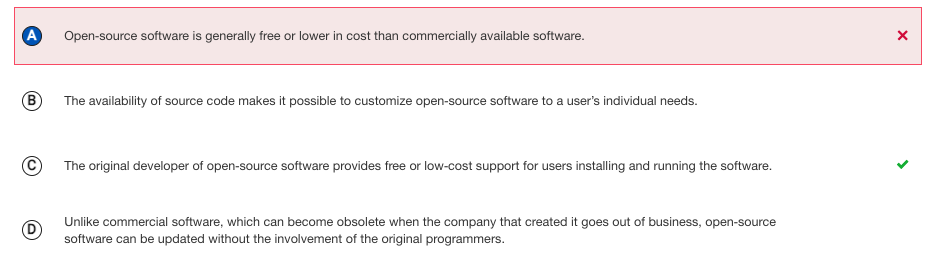 A Open-source software is generally free or lower in cost than commercially available software.
B The availability of source code makes it possible to customize open-source software to a user's individual needs.
C The original developer of open-source software provides free or low-cost support for users installing and running the software.
D Unlike commercial software, which can become obsolete when the company that created it goes out of business, open-source
software can be updated without the involvement of the original programmers.